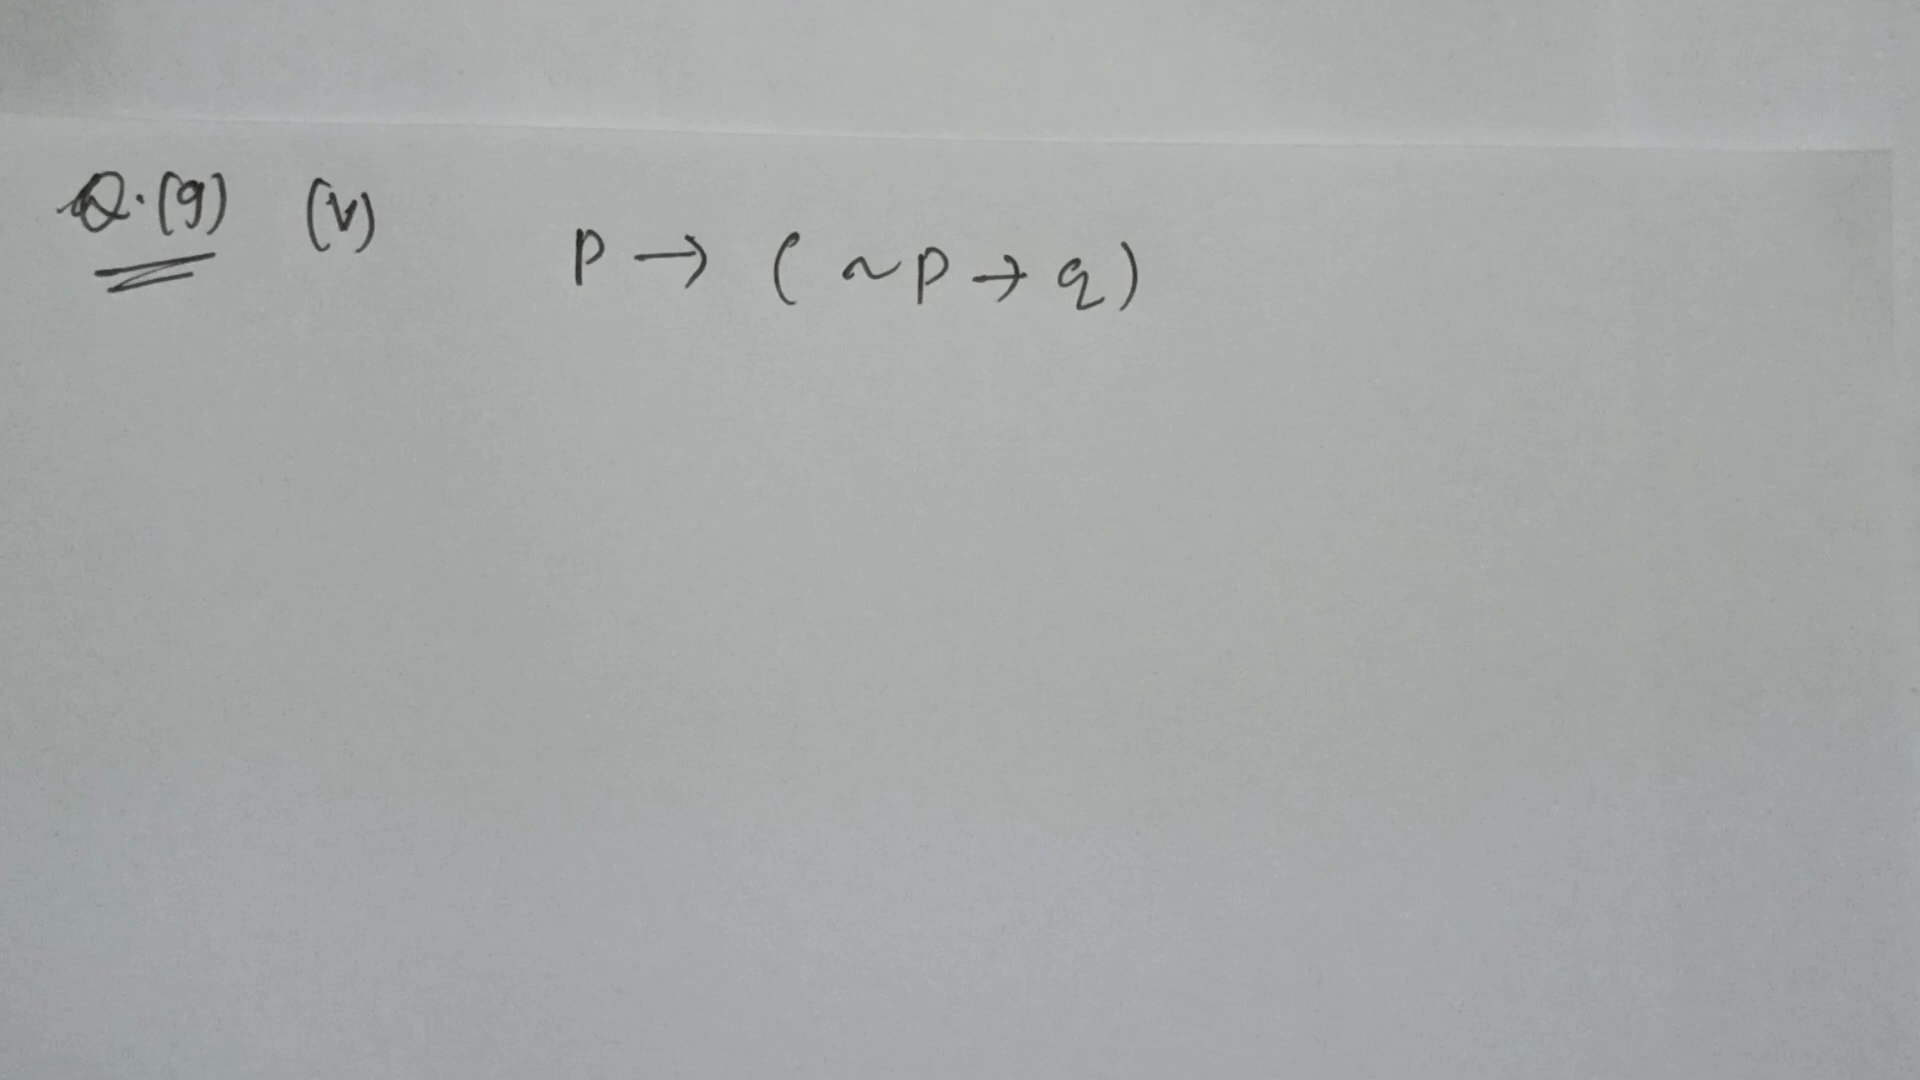 Q.(9) (V)
p → ( ~p → q )